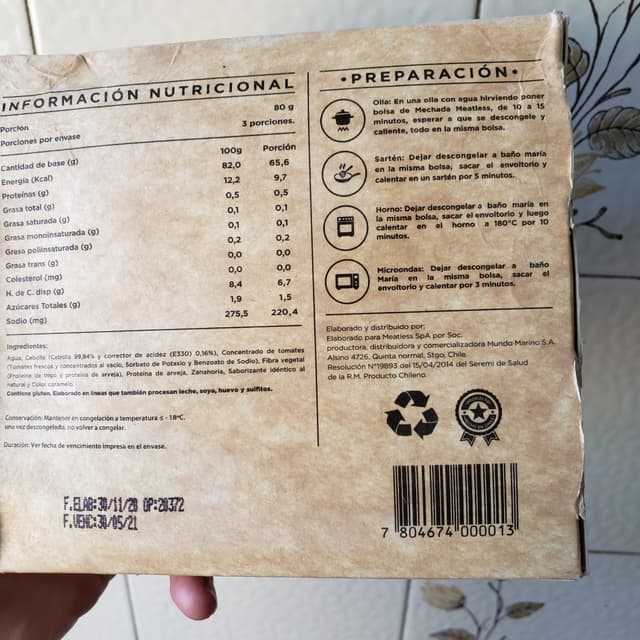 INFORMACIÓN NUTRICIONAL
Porción 80 g
Porciones por envase 3 porciones.
Cantidad de base (g) 100g Porción
Energía (Kcal) 82,0 65,6
Proteínas (g) 12,2 9,7
Grasa total (g) 0,5 0,5
Grasa saturada (g) 0,1 0,1
Grasa monoinsaturada (g) 0,1 0,1
Grasa poliinsaturada (g) 0,2 0,2
Grasa trans (g) 0,0 0,0
Colesterol (mg) 0,0 0,0
H. de C. disp (g) 8,4 6,7
Azúcares Totales (g) 1,9 1,5
Sodio (mg) 275,5 220,4
Ingredientes:
Agua, Cebolla (Cebolla 99,84% y corrector de acidez (E330) 0,16%), Concentrado de tomates
(Tomates frescos y concentrados al vacío, Sorbato de Potasio y Benzoato de Sodio), Fibra vegetal
(Proteína de trigo y proteína de arveja), Proteína de arveja, Zanahoria, Saborizante idéntico al
natural y Color caramelo.
Contiene gluten. Elaborado en líneas que también procesan leche, soya, huevo y sulfitos.
Conservación: Mantener en congelación a temperatura ≤ - 18ºC.
una vez descongelado, no volver a congelar.
Duración: Ver fecha de vencimiento impresa en el envase.
F.ELAB:30/11/20 OP:20372
F.VENC:30/05/21
•PREPARACIÓN•
Olla: En una olla con agua hirviendo poner
bolsa de Mechada Meatless, de 10 a 15
minutos, esperar a que se descongele y
caliente, todo en la misma bolsa.
Sartén: Dejar descongelar a baño maría
en la misma bolsa, sacar el envoltorio y
calentar en un sartén por 5 minutos.
Horno: Dejar descongelar a baño maría en
la misma bolsa, sacar el envoltorio y luego
calentar en el horno a 180°C por 10
minutos.
Microondas: Dejar descongelar a baño
María en la misma bolsa, sacar el
envoltorio y calentar por 3 minutos.
Elaborado y distribuido por:
Elaborado para Meatless SpA, por Soc.
productora, distribuidora y comercializadora Mundo Marino S.A.
Alsino 4726, Quinta normal, Stgo, Chile.
Resolución N°19893 del 15/04/2014 del Seremi de Salud
de la R.M. Producto Chileno.
7 804674 000013